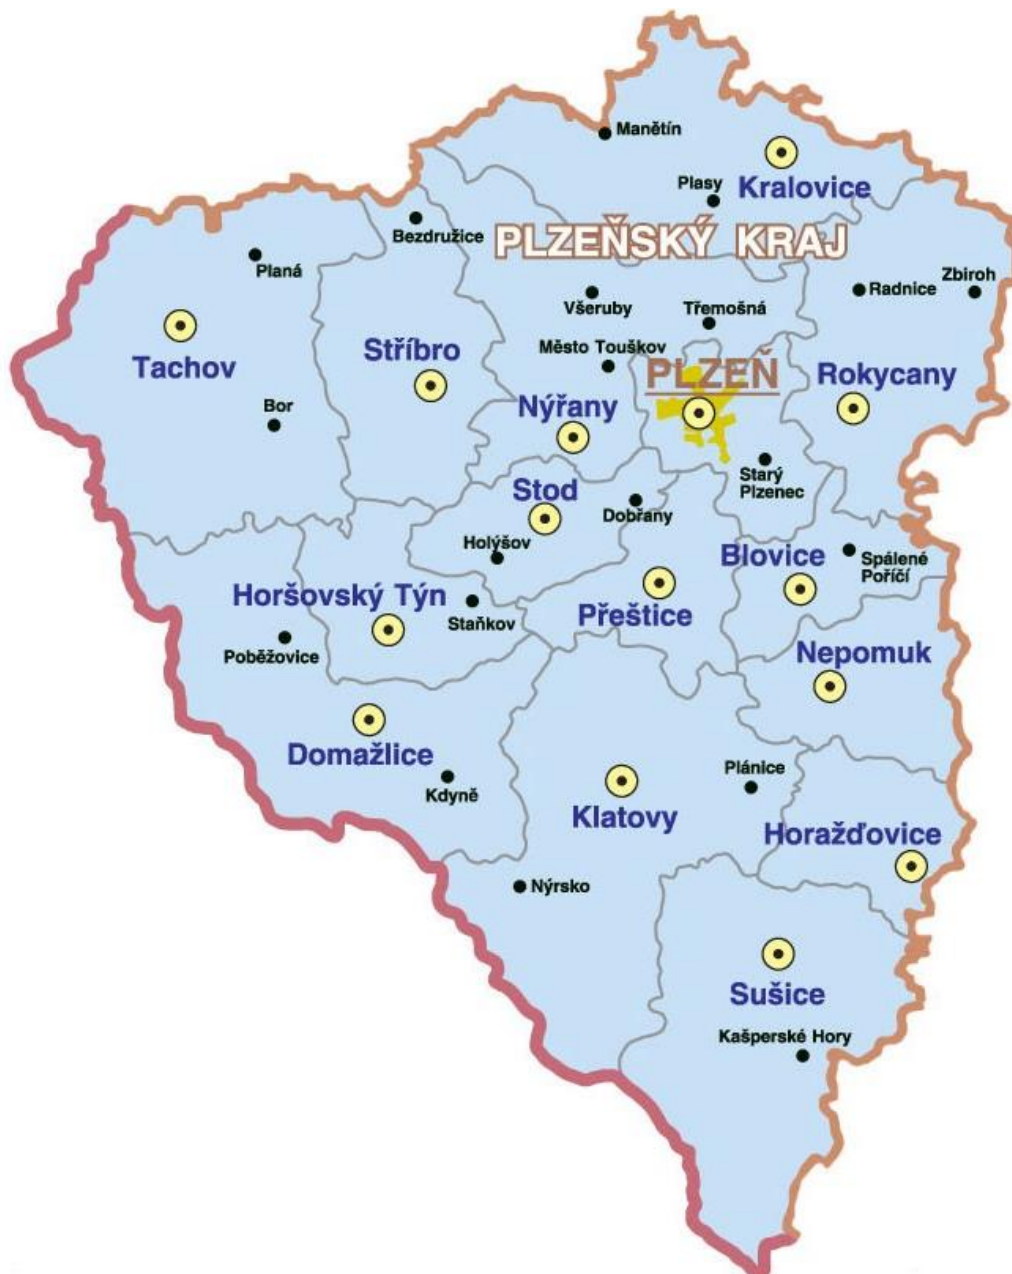 Manětín
Plasy
Kralovice
Bezdružice
PLZEŇSKÝ KRAJ
Planá
Zbiroh
Radnice
Všeruby
Třemošná
Tachov
Stříbro
Město Touškov
PLZEŇ
Rokycany
Bor
Nýřany
Starý
Plzenec
Stod
Dobřany
Holýšov
Blovice
Spálené
Poříčí
Horšovský Týn
Staňkov
Přeštice
Poběžovice
Nepomuk
Domažlice
Kdyně
Plánice
Klatovy
Horažďovice
Nýrsko
Sušice
Kašperské Hory